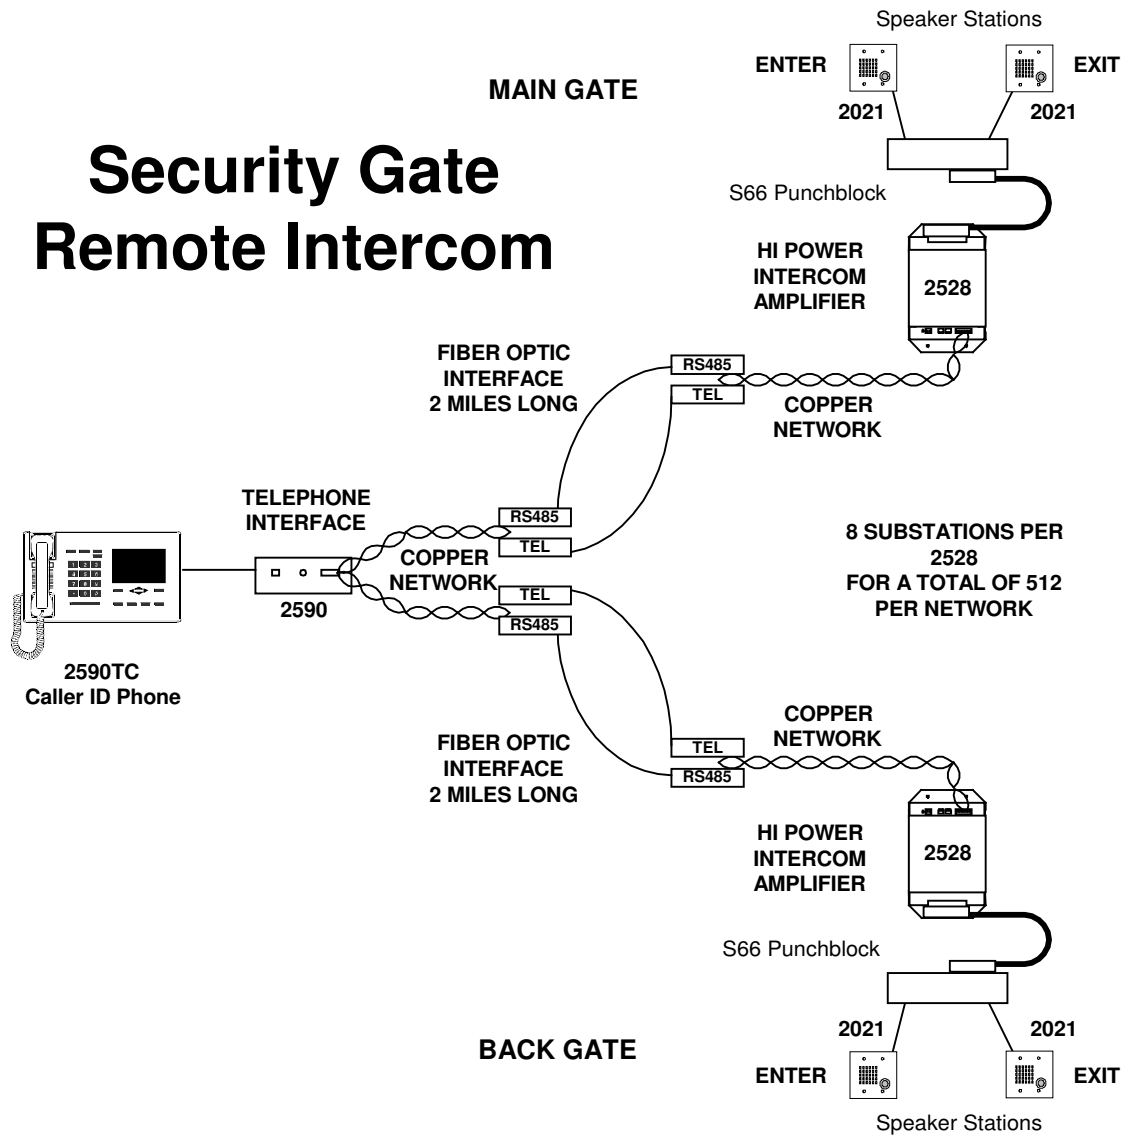 Speaker Stations
ENTER
EXIT
MAIN GATE
2021
2021
Security Gate
Remote Intercom
S66 Punchblock
HI POWER
INTERCOM
AMPLIFIER
2528
FIBER OPTIC
INTERFACE
2 MILES LONG
RS485
TEL
COPPER
NETWORK
TELEPHONE
INTERFACE
RS485
TEL
COPPER
NETWORK
TEL
RS485
2590
8 SUBSTATIONS PER
2528
FOR A TOTAL OF 512
PER NETWORK
2590TC
Caller ID Phone
COPPER
NETWORK
FIBER OPTIC
INTERFACE
2 MILES LONG
TEL
RS485
HI POWER
INTERCOM
AMPLIFIER
2528
S66 Punchblock
2021
2021
BACK GATE
ENTER
EXIT
Speaker Stations